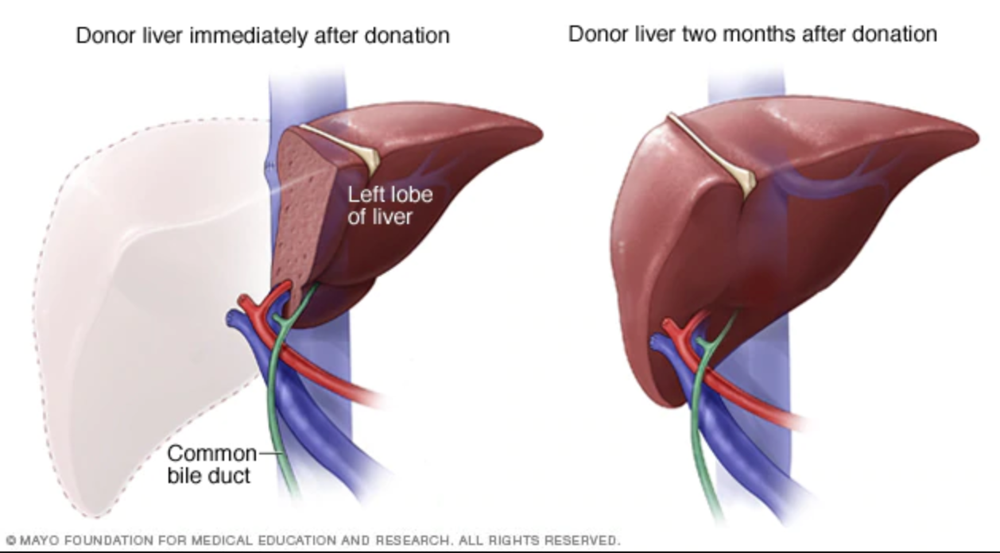 Donor liver immediately after donation
Donor liver two months after donation
Left lobe
of liver
Common
bile duct
© MAYO FOUNDATION FOR MEDICAL EDUCATION AND RESEARCH. ALL RIGHTS RESERVED.